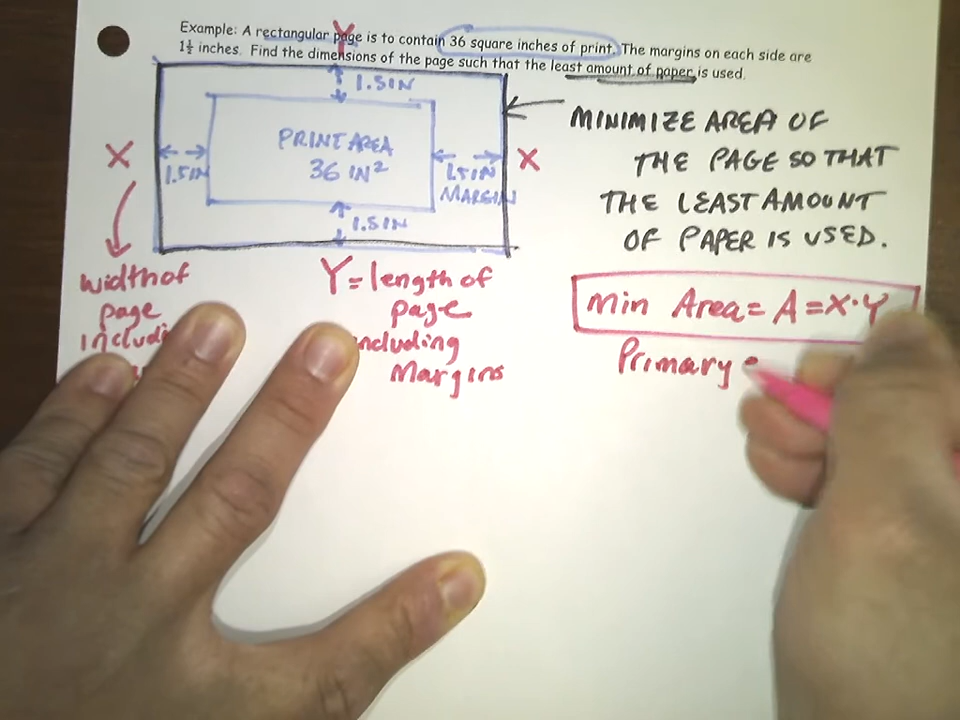 Example: A rectangular page is to contain 36 square inches of print. The margins on each side are
1½ inches. Find the dimensions of the page such that the least amount of paper is used.
Y
1.5IN
PRINT AREA
36 IN²
X
1.5IN
1.5IN
MARGIN
X
1.5IN
MINIMIZE AREA OF
THE PAGE SO THAT
THE LEAST AMOUNT
OF PAPER IS USED.
width of
page
Y = length of
page
including
Margins
Min Area = A = X·Y
Primary